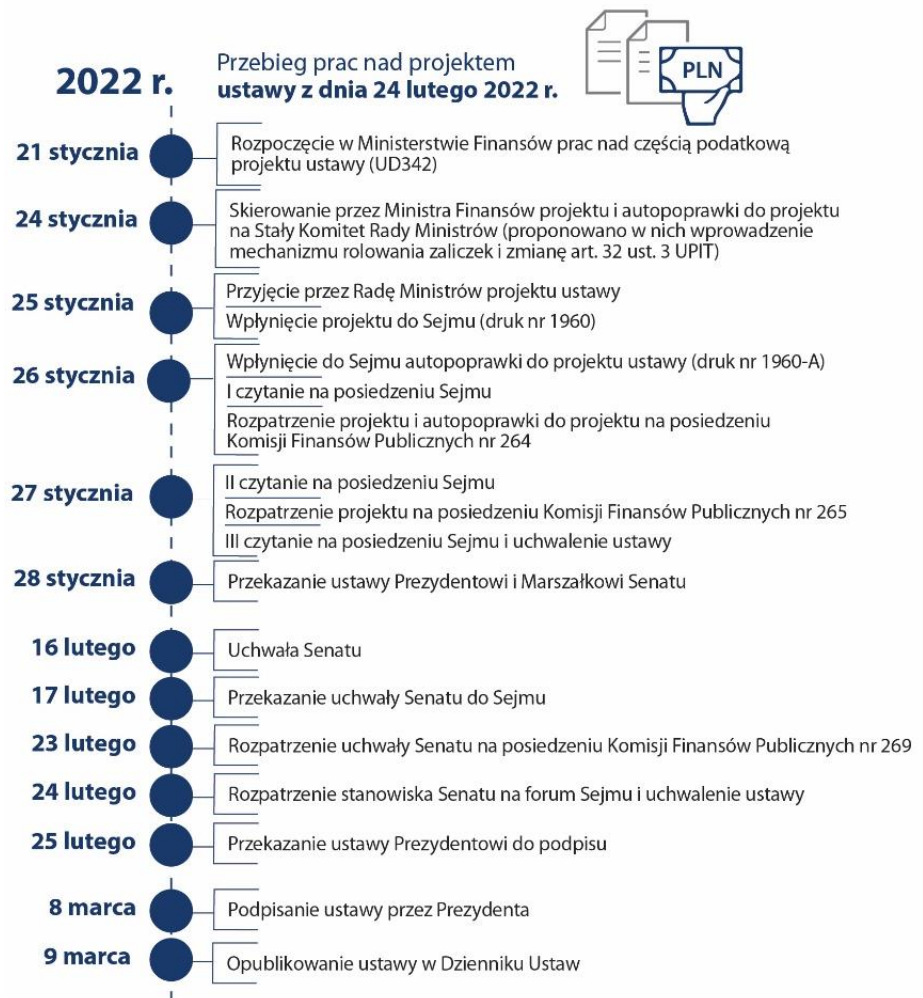 2022 r.
Przebieg prac nad projektem
ustawy z dnia 24 lutego 2022 r.
PLN
21 stycznia
Rozpoczęcie w Ministerstwie Finansów prac nad częścią podatkową
projektu ustawy (UD342)
24 stycznia
Skierowanie przez Ministra Finansów projektu i autopoprawki do projektu
na Stały Komitet Rady Ministrów (proponowano w nich wprowadzenie
mechanizmu rolowania zaliczek i zmianę art. 32 ust. 3 UPIT)
25 stycznia
Przyjęcie przez Radę Ministrów projektu ustawy
Wpłynięcie projektu do Sejmu (druk nr 1960)
26 stycznia
Wpłynięcie do Sejmu autopoprawki do projektu ustawy (druk nr 1960-A)
I czytanie na posiedzeniu Sejmu
Rozpatrzenie projektu i autopoprawki do projektu na posiedzeniu
Komisji Finansów Publicznych nr 264
27 stycznia
II czytanie na posiedzeniu Sejmu
Rozpatrzenie projektu na posiedzeniu Komisji Finansów Publicznych nr 265
III czytanie na posiedzeniu Sejmu i uchwalenie ustawy
28 stycznia
Przekazanie ustawy Prezydentowi i Marszałkowi Senatu
16 lutego
Uchwała Senatu
17 lutego
Przekazanie uchwały Senatu do Sejmu
23 lutego
Rozpatrzenie uchwały Senatu na posiedzeniu Komisji Finansów Publicznych nr 269
24 lutego
Rozpatrzenie stanowiska Senatu na forum Sejmu i uchwalenie ustawy
25 lutego
Przekazanie ustawy Prezydentowi do podpisu
8 marca
Podpisanie ustawy przez Prezydenta
9 marca
Opublikowanie ustawy w Dzienniku Ustaw